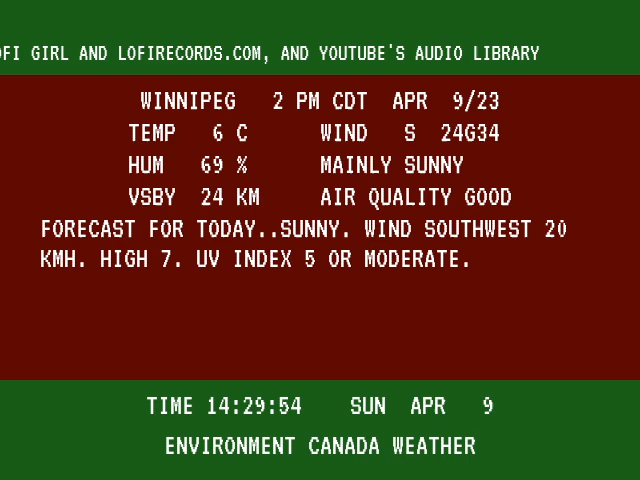 FI GIRL AND LOFIRECORDS.COM, AND YOUTUBE'S AUDIO LIBRARY
WINNIPEG 2 PM CDT APR 9/23
TEMP 6 C WIND S 24G34
HUM 69 % MAINLY SUNNY
VSBY 24 KM AIR QUALITY GOOD
FORECAST FOR TODAY..SUNNY. WIND SOUTHWEST 20
KMH. HIGH 7. UV INDEX 5 OR MODERATE.
TIME 14:29:54 SUN APR 9
ENVIRONMENT CANADA WEATHER